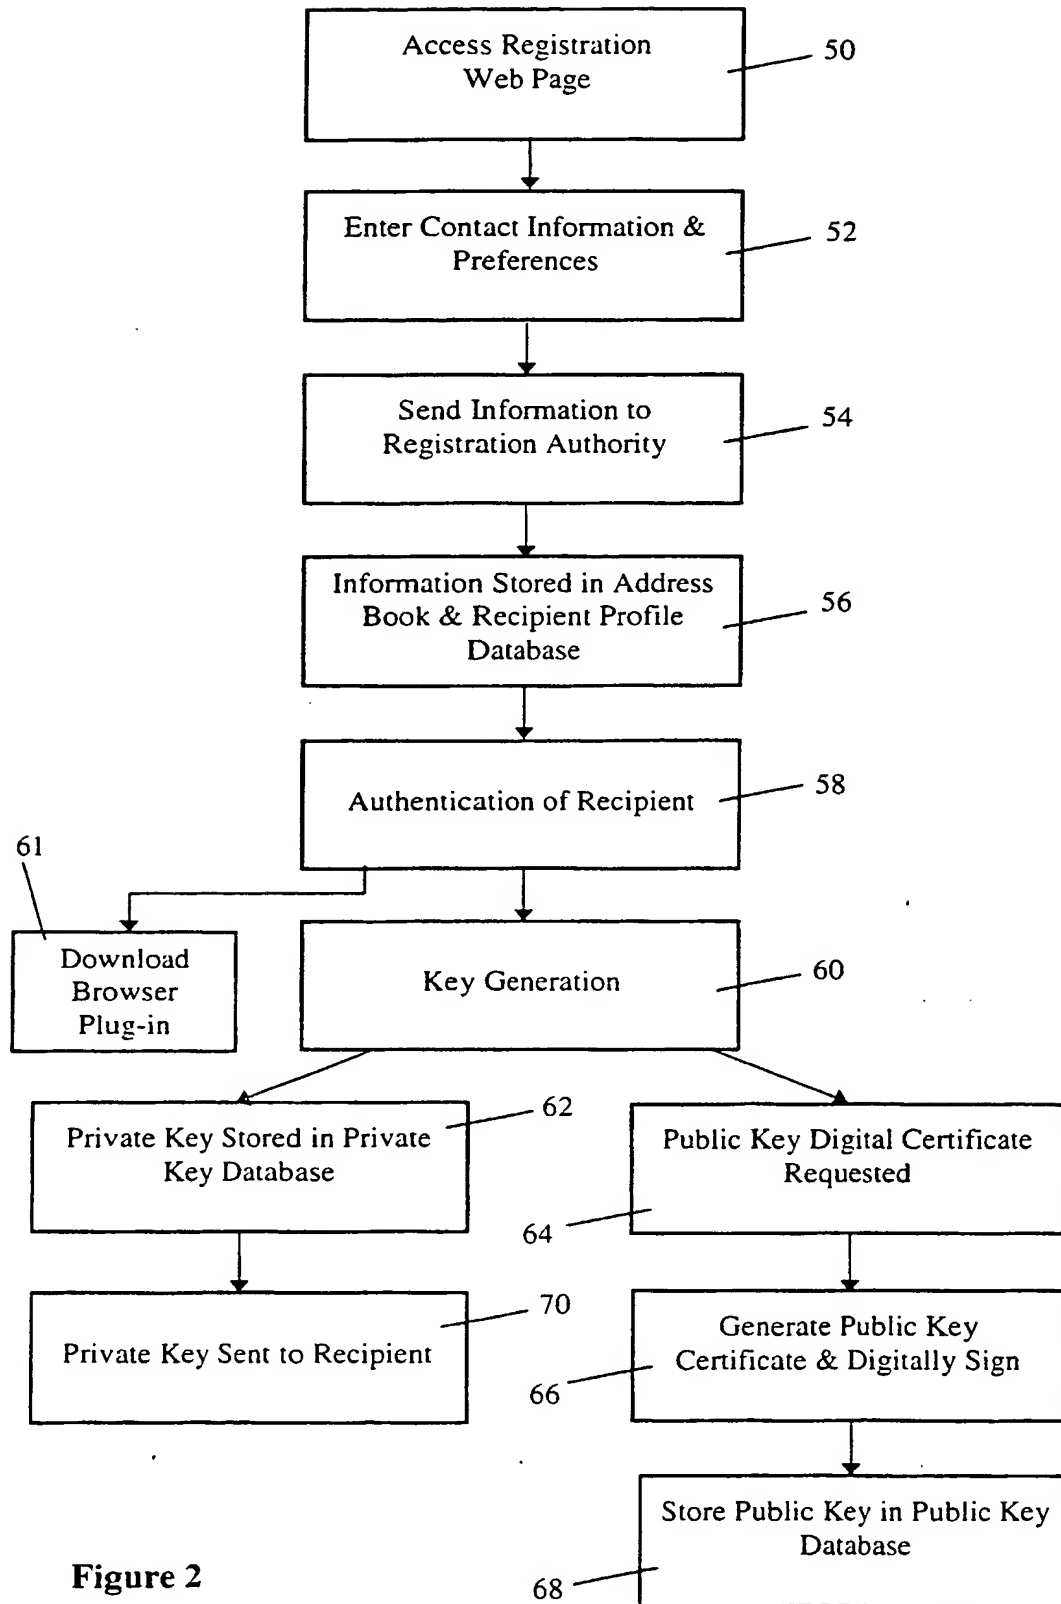 Access Registration
Web Page
50
Enter Contact Information &
Preferences
52
Send Information to
Registration Authority
54
Information Stored in Address
Book & Recipient Profile
Database
56
Authentication of Recipient
58
61
Download
Browser
Plug-in
Key Generation
60
Private Key Stored in Private
Key Database
62
Public Key Digital Certificate
Requested
64
Private Key Sent to Recipient
70
Generate Public Key
Certificate & Digitally Sign
66
Store Public Key in Public Key
Database
68
Figure 2